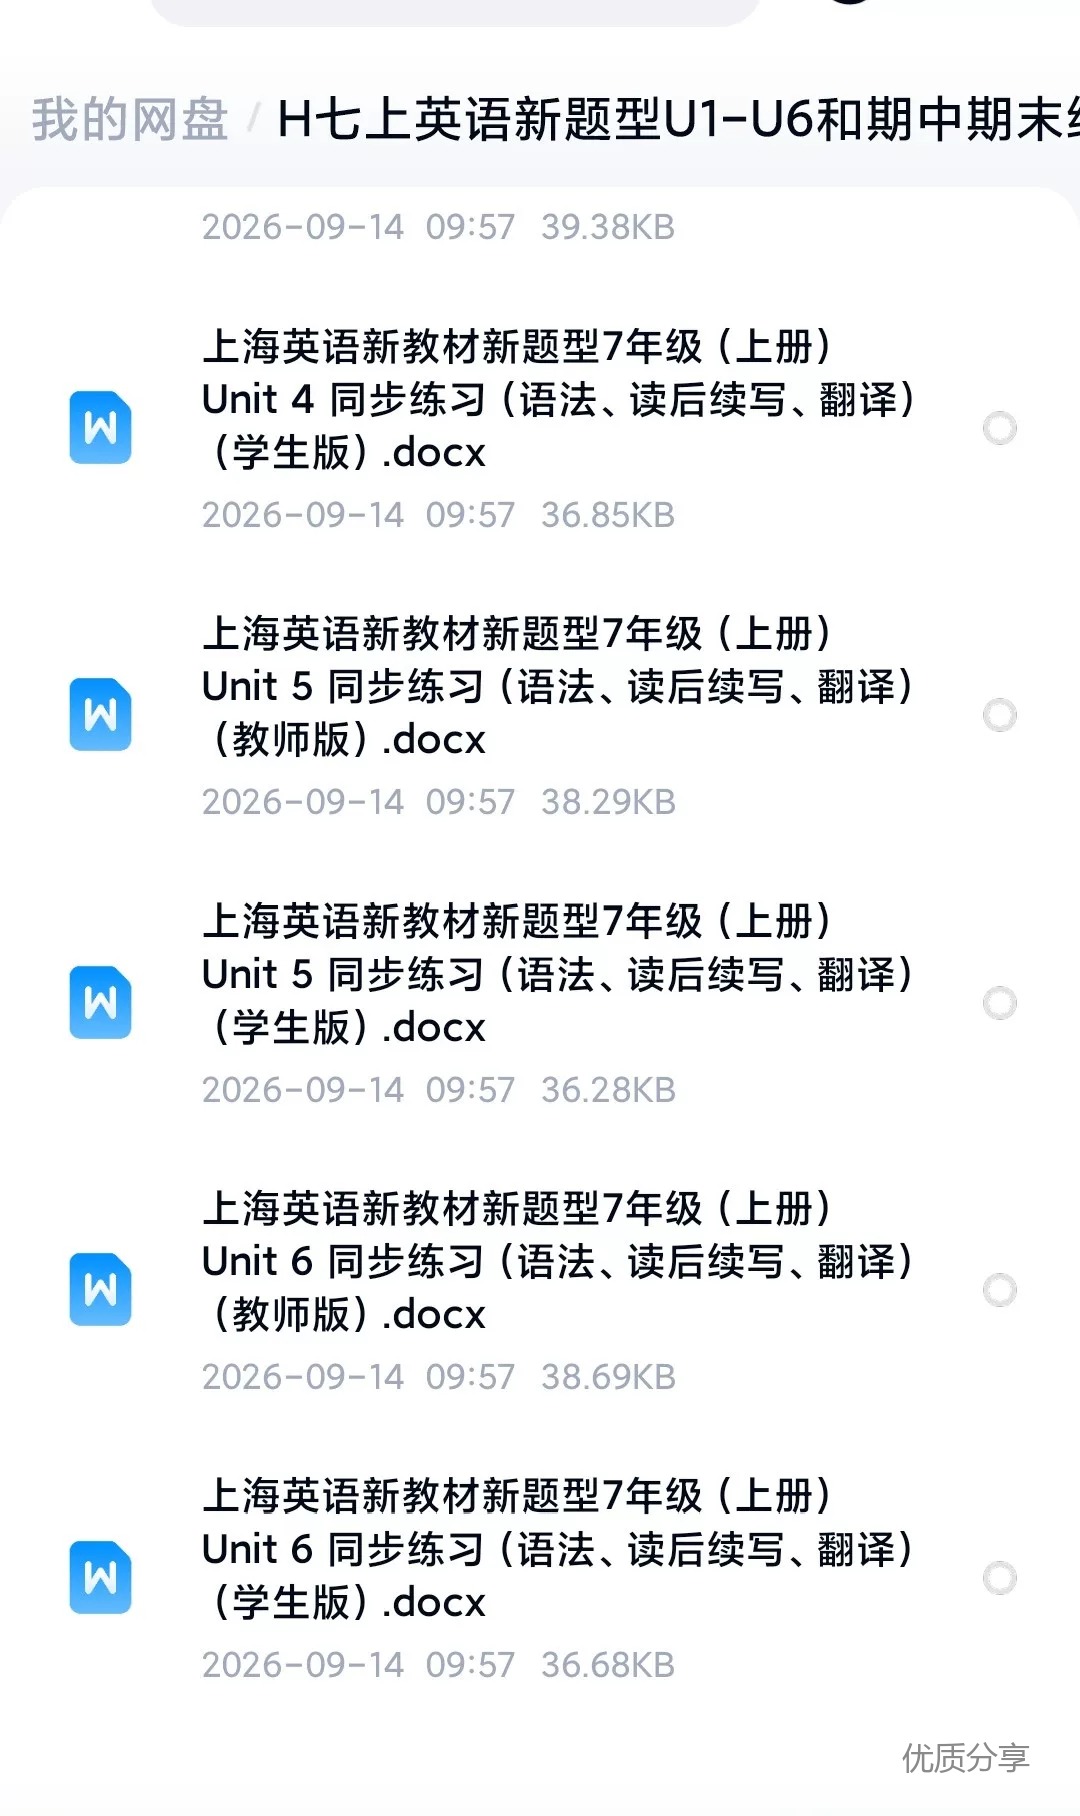 我的网盘 / H七上英语新题型U1-U6和期中期末
2026-09-14 09:57 39.38KB
上海英语新教材新题型7年级（上册）
Unit 4 同步练习（语法、读后续写、翻译）
（学生版）.docx
2026-09-14 09:57 36.85KB
上海英语新教材新题型7年级（上册）
Unit 5 同步练习（语法、读后续写、翻译）
（教师版）.docx
2026-09-14 09:57 38.29KB
上海英语新教材新题型7年级（上册）
Unit 5 同步练习（语法、读后续写、翻译）
（学生版）.docx
2026-09-14 09:57 36.28KB
上海英语新教材新题型7年级（上册）
Unit 6 同步练习（语法、读后续写、翻译）
（教师版）.docx
2026-09-14 09:57 38.69KB
上海英语新教材新题型7年级（上册）
Unit 6 同步练习（语法、读后续写、翻译）
（学生版）.docx
2026-09-14 09:57 36.68KB
优质分享